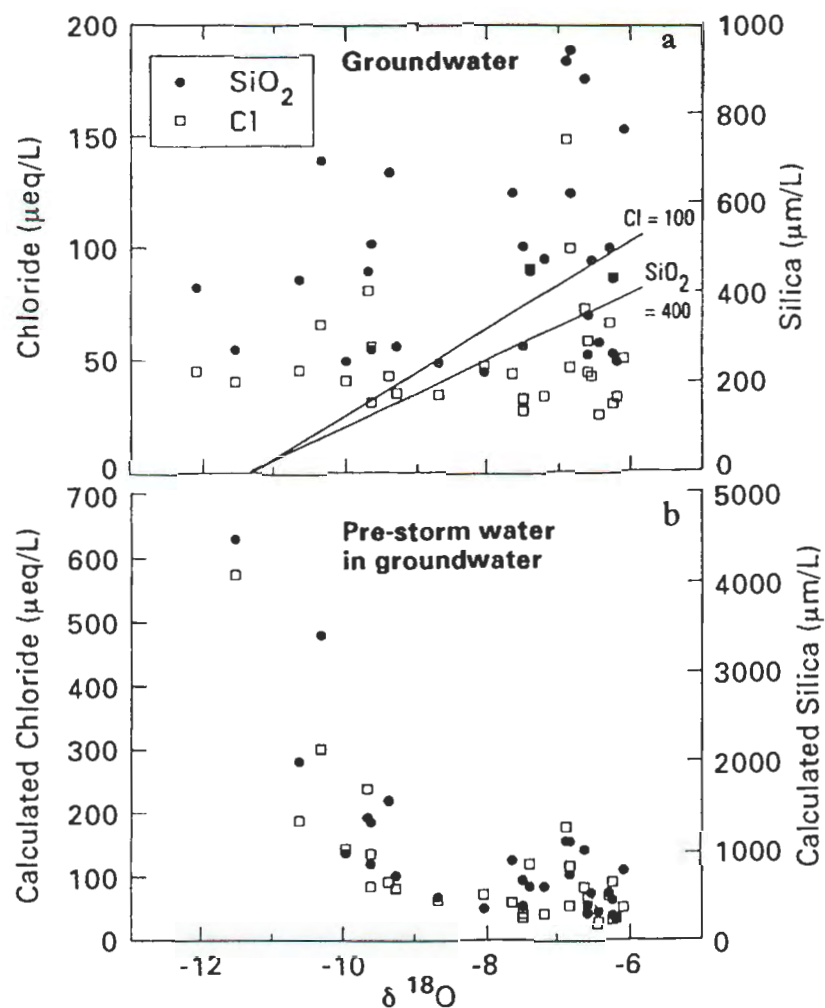 200
150
100
50
0
Chloride (µeq/L)
SiO2
Cl
Groundwater
a
1000
800
600
400
200
0
Silica (µm/L)
Cl = 100
SiO2
= 400
700
600
500
400
300
200
100
0
Calculated Chloride (µeq/L)
Pre-storm water
in groundwater
b
5000
4000
3000
2000
1000
0
Calculated Silica (µm/L)
-12
-10
-8
-6
δ 18O